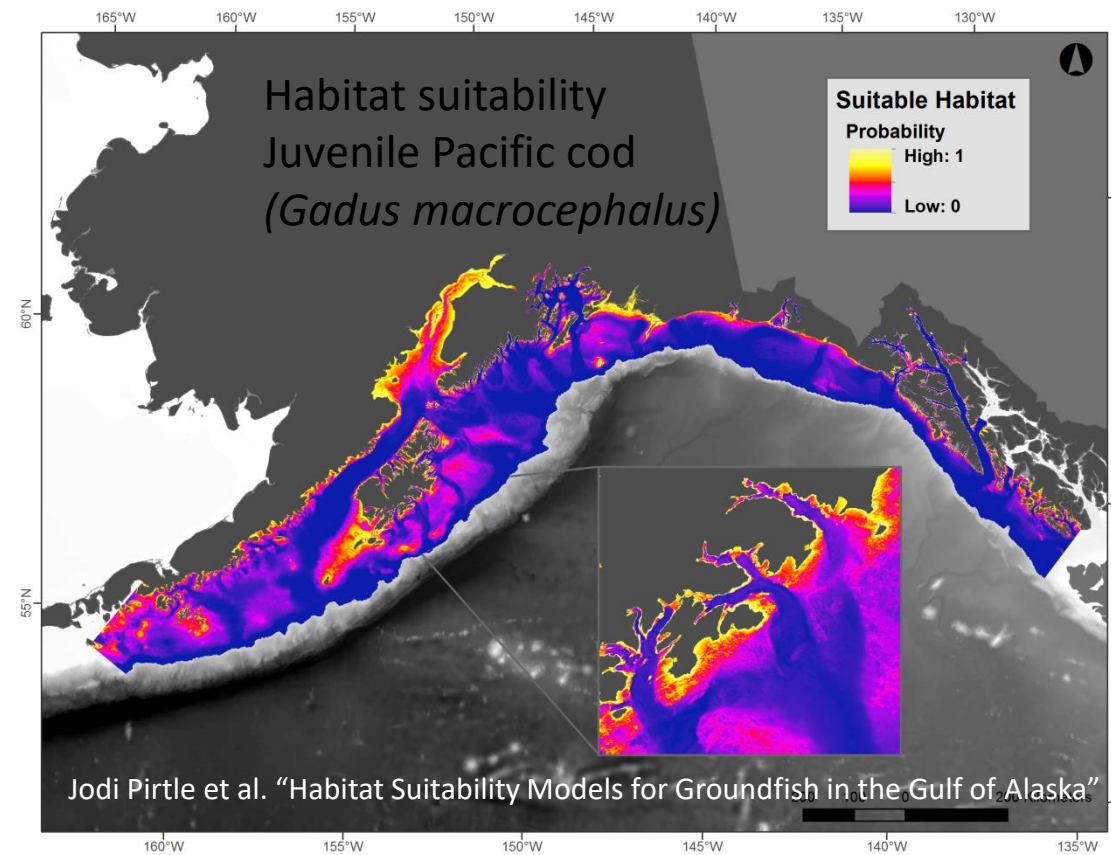 165°W 160°W 155°W 150°W 145°W 140°W 135°W 130°W
Habitat suitability
Juvenile Pacific cod
(Gadus macrocephalus)
Suitable Habitat
Probability
High: 1
Low: 0
60°N
55°N
Jodi Pirtle et al. “Habitat Suitability Models for Groundfish in the Gulf of Alaska”
160°W 155°W 150°W 145°W 140°W 135°W